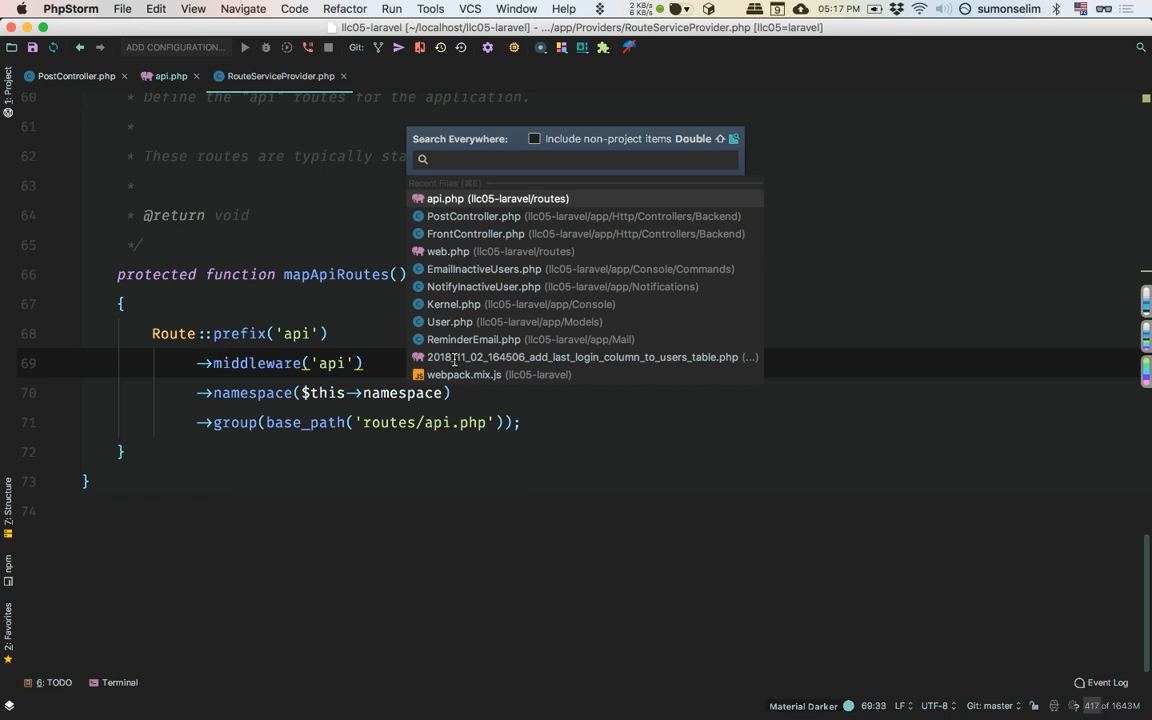 PhpStorm File Edit View Navigate Code Refactor Run Tools VCS Window Help 2 KB/s 6 KB/s 9 05:17 PM sumonselim
llc05-laravel [~/localhost/llc05-laravel] - .../app/Providers/RouteServiceProvider.php [llc05=laravel]
ADD CONFIGURATION... Git:
PostController.php × api.php × RouteServiceProvider.php ×
1: Project
60 * Define the "api" routes for the application.
61 *
62 * These routes are typically sta
63 *
64 * @return void
65 */
66 protected function mapApiRoutes()
67 {
68 Route::prefix('api')
69 ->middleware('api')
70 ->namespace($this->namespace)
71 ->group(base_path('routes/api.php'));
72 }
73 }
74
Search Everywhere: Include non-project items Double ⇧
Recent Files (⌘E)
api.php (llc05-laravel/routes)
PostController.php (llc05-laravel/app/Http/Controllers/Backend)
FrontController.php (llc05-laravel/app/Http/Controllers/Backend)
web.php (llc05-laravel/routes)
EmailInactiveUsers.php (llc05-laravel/app/Console/Commands)
NotifyInactiveUser.php (llc05-laravel/app/Notifications)
Kernel.php (llc05-laravel/app/Console)
User.php (llc05-laravel/app/Models)
ReminderEmail.php (llc05-laravel/app/Mail)
2018_11_02_164506_add_last_login_column_to_users_table.php (...)
webpack.mix.js (llc05-laravel)
7: Structure
npm
2: Favorites
6: TODO Terminal Event Log
Material Darker 69:33 LF UTF-8 Git: master 417 of 1643M